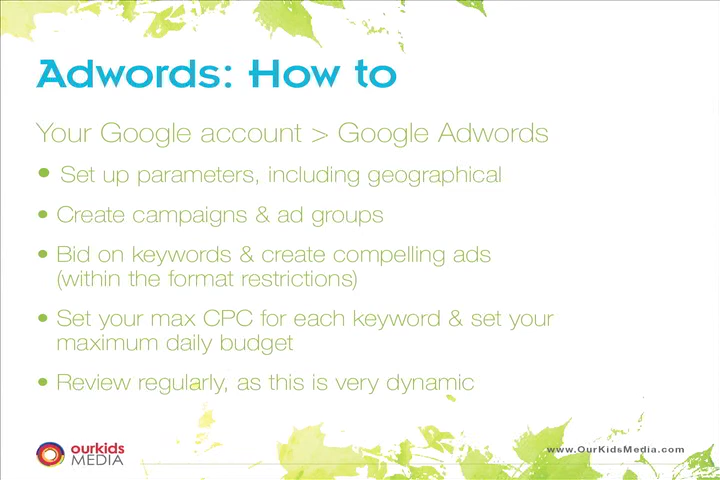 Adwords: How to
Your Google account > Google Adwords
• Set up parameters, including geographical
• Create campaigns & ad groups
• Bid on keywords & create compelling ads
(within the format restrictions)
• Set your max CPC for each keyword & set your
maximum daily budget
• Review regularly, as this is very dynamic
ourkids
MEDIA
www.OurKidsMedia.com